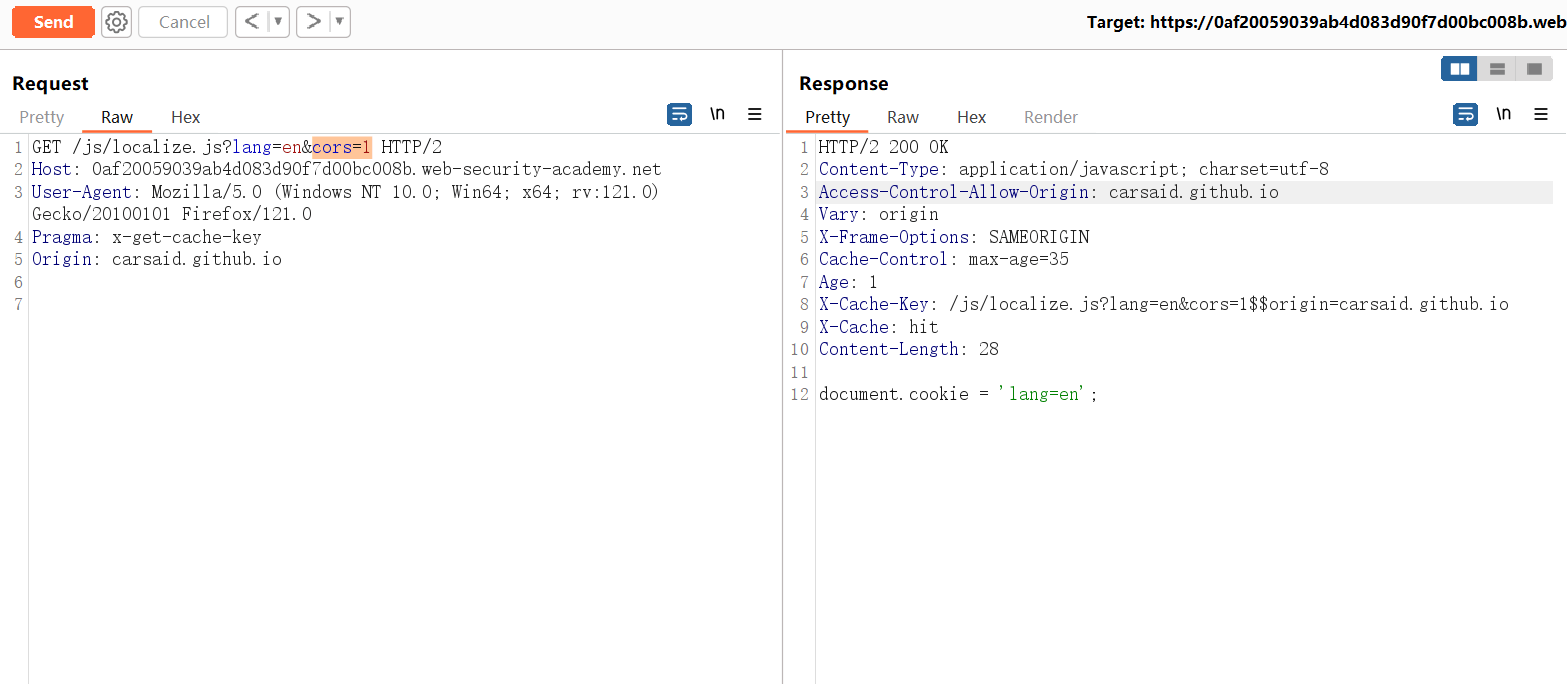 Send Cancel < ▼ > ▼ Target: https://0af20059039ab4d083d90f7d00bc008b.web
Request
Pretty Raw Hex \n
1 GET /js/localize.js?lang=en&cors=1 HTTP/2
2 Host: 0af20059039ab4d083d90f7d00bc008b.web-security-academy.net
3 User-Agent: Mozilla/5.0 (Windows NT 10.0; Win64; x64; rv:121.0)
Gecko/20100101 Firefox/121.0
4 Pragma: x-get-cache-key
5 Origin: carsaid.github.io
6
7
Response
Pretty Raw Hex Render \n
1 HTTP/2 200 OK
2 Content-Type: application/javascript; charset=utf-8
3 Access-Control-Allow-Origin: carsaid.github.io
4 Vary: origin
5 X-Frame-Options: SAMEORIGIN
6 Cache-Control: max-age=35
7 Age: 1
8 X-Cache-Key: /js/localize.js?lang=en&cors=1$$origin=carsaid.github.io
9 X-Cache: hit
10 Content-Length: 28
11
12 document.cookie = 'lang=en';